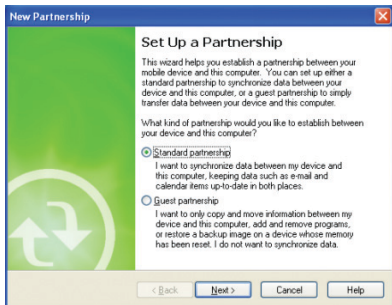 New Partnership
Set Up a Partnership
This wizard helps you establish a partnership between your
mobile device and this computer. You can set up either a
standard partnership to synchronize data between your
device and this computer, or a guest partnership to simply
transfer data between your device and this computer.
What kind of partnership would you like to establish between
your device and this computer?
Standard partnership
I want to synchronize data between my device and
this computer, keeping data such as e-mail and
calendar items up-to-date in both places.
Guest partnership
I want to only copy and move information between my
device and this computer, add and remove programs,
or restore a backup image on a device whose memory
has been reset. I do not want to synchronize data.
< Back
Next >
Cancel
Help